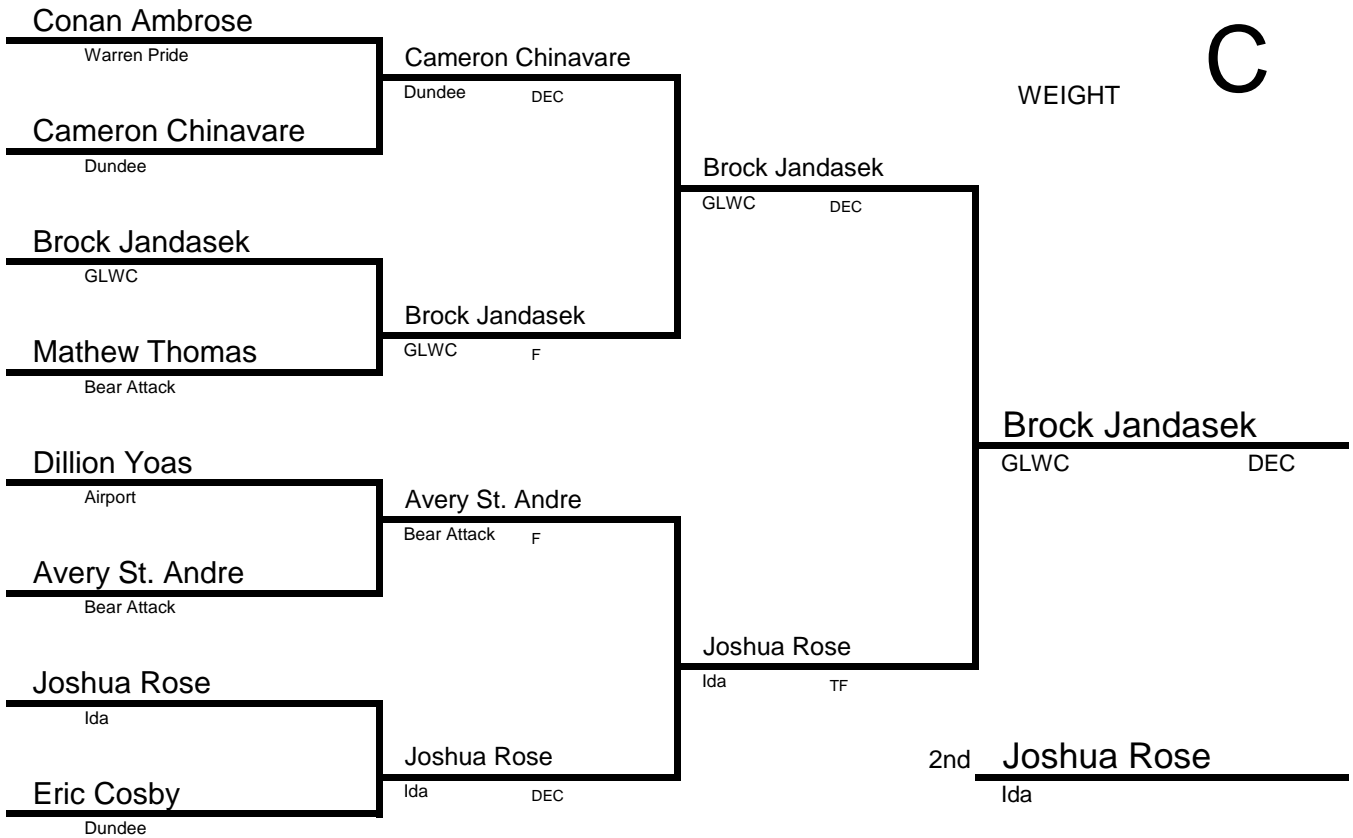 Conan Ambrose
Warren Pride
Cameron Chinavare
Dundee DEC
C
WEIGHT
Cameron Chinavare
Dundee
Brock Jandasek
GLWC DEC
Brock Jandasek
GLWC
Brock Jandasek
GLWC F
Mathew Thomas
Bear Attack
Brock Jandasek
GLWC DEC
Dillion Yoas
Airport
Avery St. Andre
Bear Attack F
Avery St. Andre
Bear Attack
Joshua Rose
Ida TF
Joshua Rose
Ida
Joshua Rose
Ida DEC
2nd Joshua Rose
Ida
Eric Cosby
Dundee